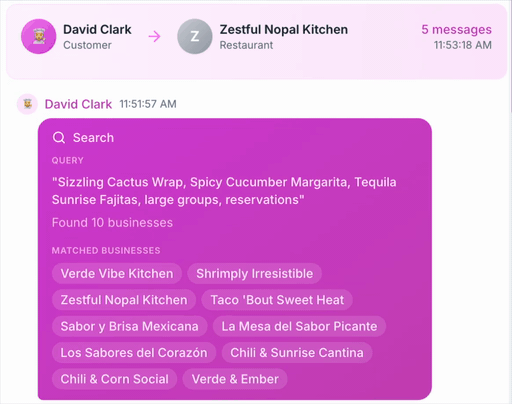 David Clark
Customer
Z
Zestful Nopal Kitchen
Restaurant
5 messages
11:53:18 AM
David Clark 11:51:57 AM
Search
QUERY
"Sizzling Cactus Wrap, Spicy Cucumber Margarita, Tequila
Sunrise Fajitas, large groups, reservations"
Found 10 businesses
MATCHED BUSINESSES
Verde Vibe Kitchen Shrimply Irresistible
Zestful Nopal Kitchen Taco 'Bout Sweet Heat
Sabor y Brisa Mexicana La Mesa del Sabor Picante
Los Sabores del Corazón Chili & Sunrise Cantina
Chili & Corn Social Verde & Ember